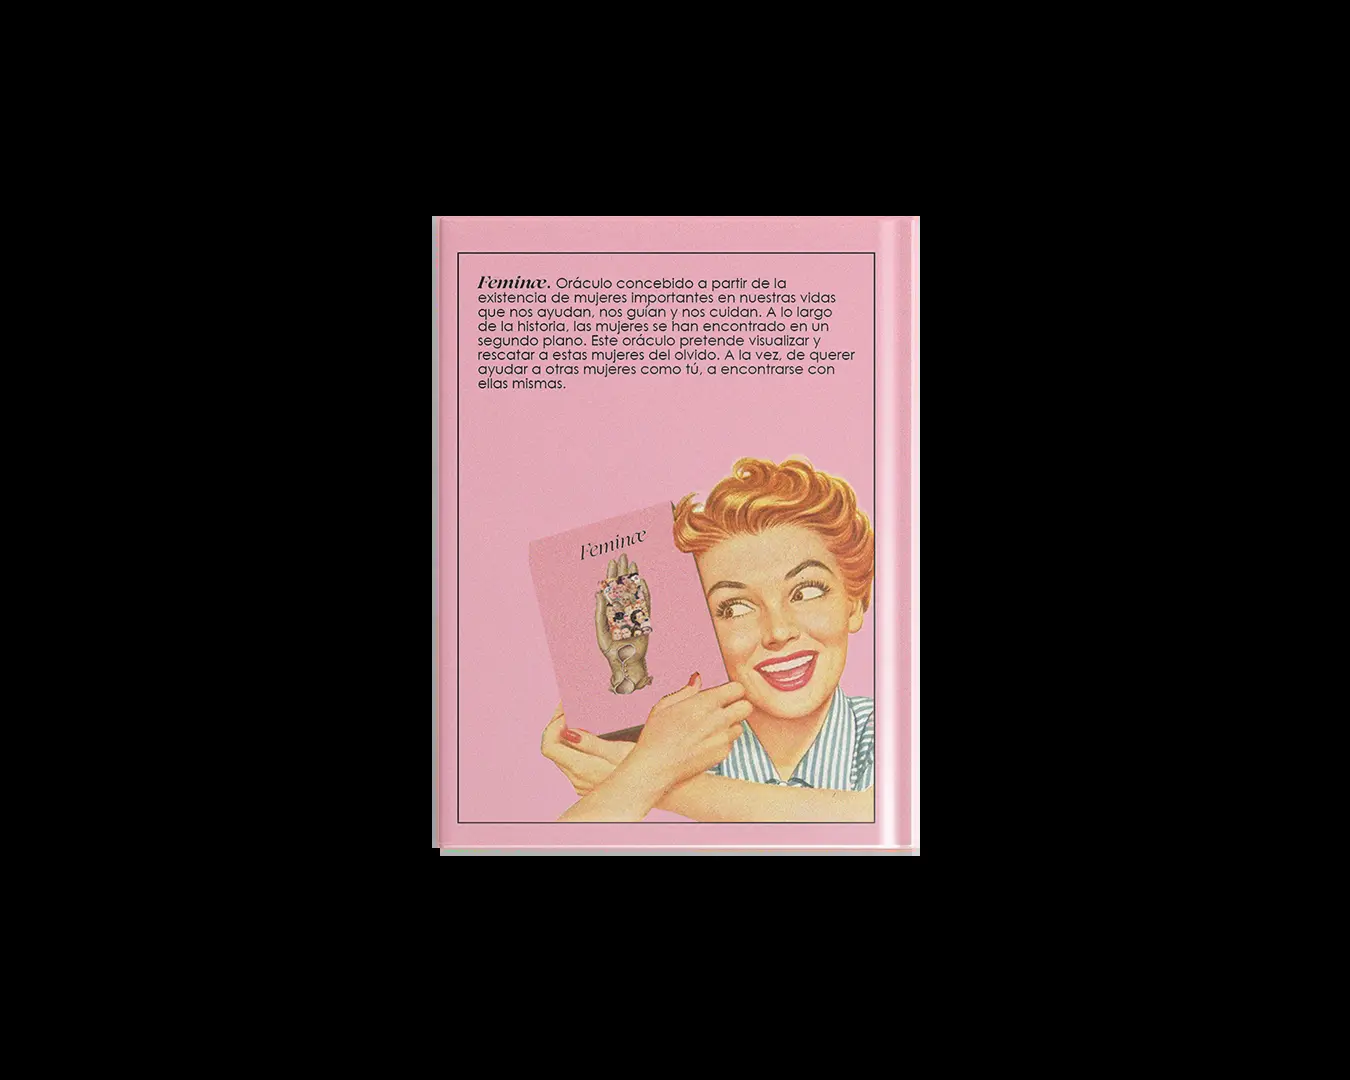 Feminæ. Oráculo concebido a partir de la
existencia de mujeres importantes en nuestras vidas
que nos ayudan, nos guían y nos cuidan. A lo largo
de la historia, las mujeres se han encontrado en un
segundo plano. Este oráculo pretende visualizar y
rescatar a estas mujeres del olvido. A la vez, de querer
ayudar a otras mujeres como tú, a encontrarse con
ellas mismas.
Feminæ